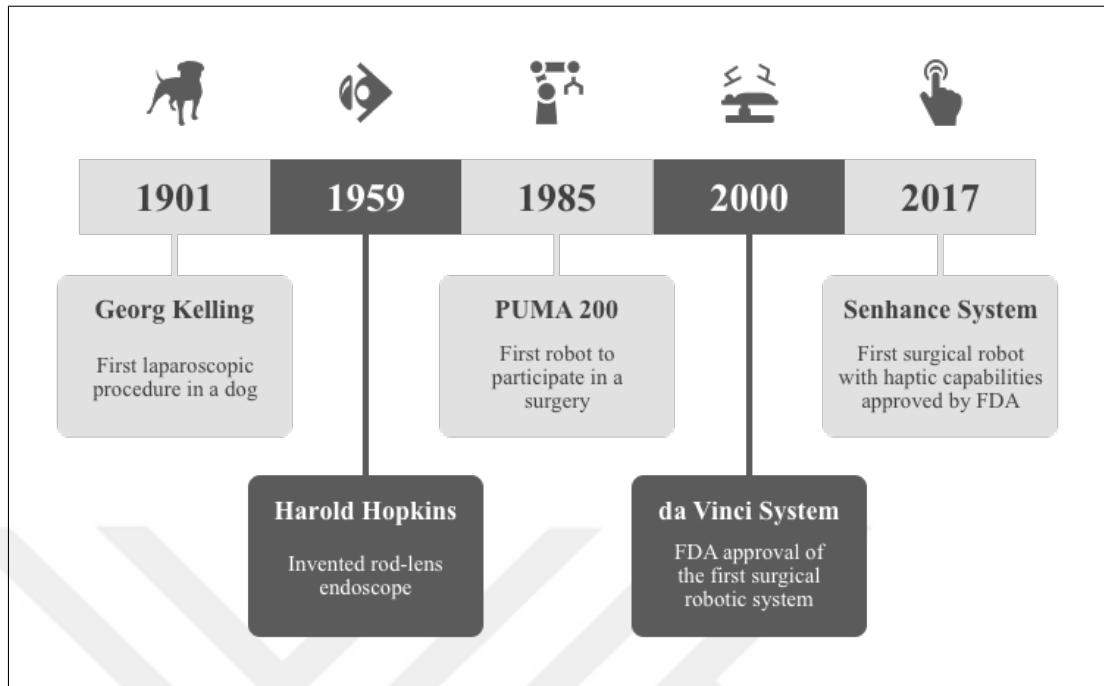 1901
1959
1985
2000
2017
Georg Kelling
First laparoscopic
procedure in a dog
PUMA 200
First robot to
participate in a
surgery
Senhance System
First surgical robot
with haptic capabilities
approved by FDA
Harold Hopkins
Invented rod-lens
endoscope
da Vinci System
FDA approval of
the first surgical
robotic system